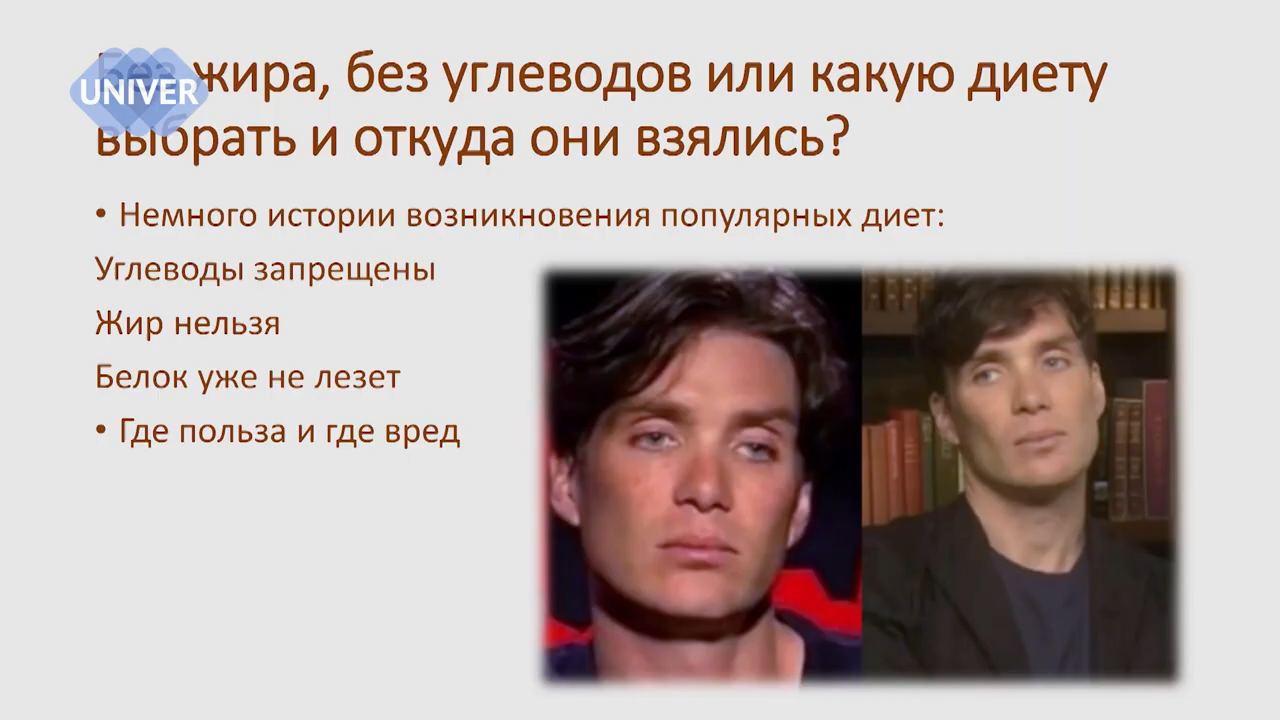 Без жира, без углеводов или какую диету
выбрать и откуда они взялись?
UNIVER
• Немного истории возникновения популярных диет:
Углеводы запрещены
Жир нельзя
Белок уже не лезет
• Где польза и где вред